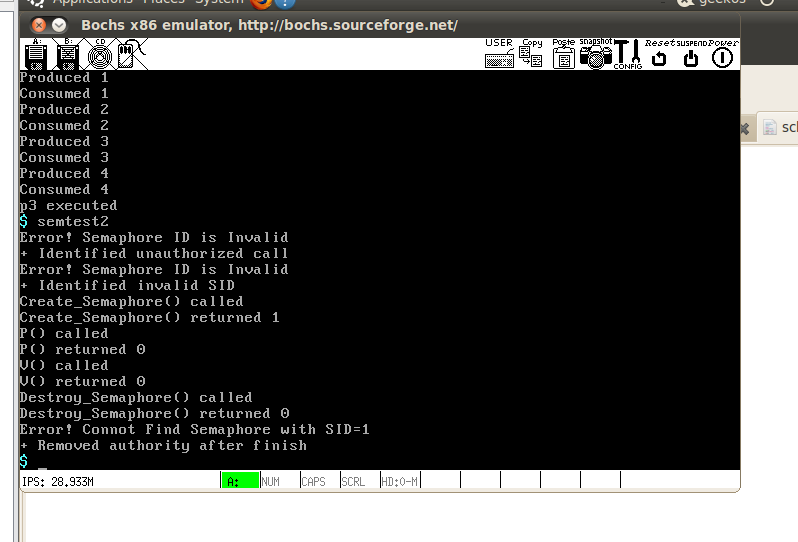 Applications Places System
geekos
Bochs x86 emulator, http://bochs.sourceforge.net/
A: B: CD USER Copy Paste snapshot CONFIG Reset SUSPEND Power
Produced 1
Consumed 1
Produced 2
Consumed 2
Produced 3
Consumed 3
Produced 4
Consumed 4
p3 executed
$ semtest2
Error! Semaphore ID is Invalid
+ Identified unauthorized call
Error! Semaphore ID is Invalid
+ Identified invalid SID
Create_Semaphore() called
Create_Semaphore() returned 1
P() called
P() returned 0
V() called
V() returned 0
Destroy_Semaphore() called
Destroy_Semaphore() returned 0
Error! Connot Find Semaphore with SID=1
+ Removed authority after finish
$ _
IPS: 28.933M A: NUM CAPS SCRL HD:0-M